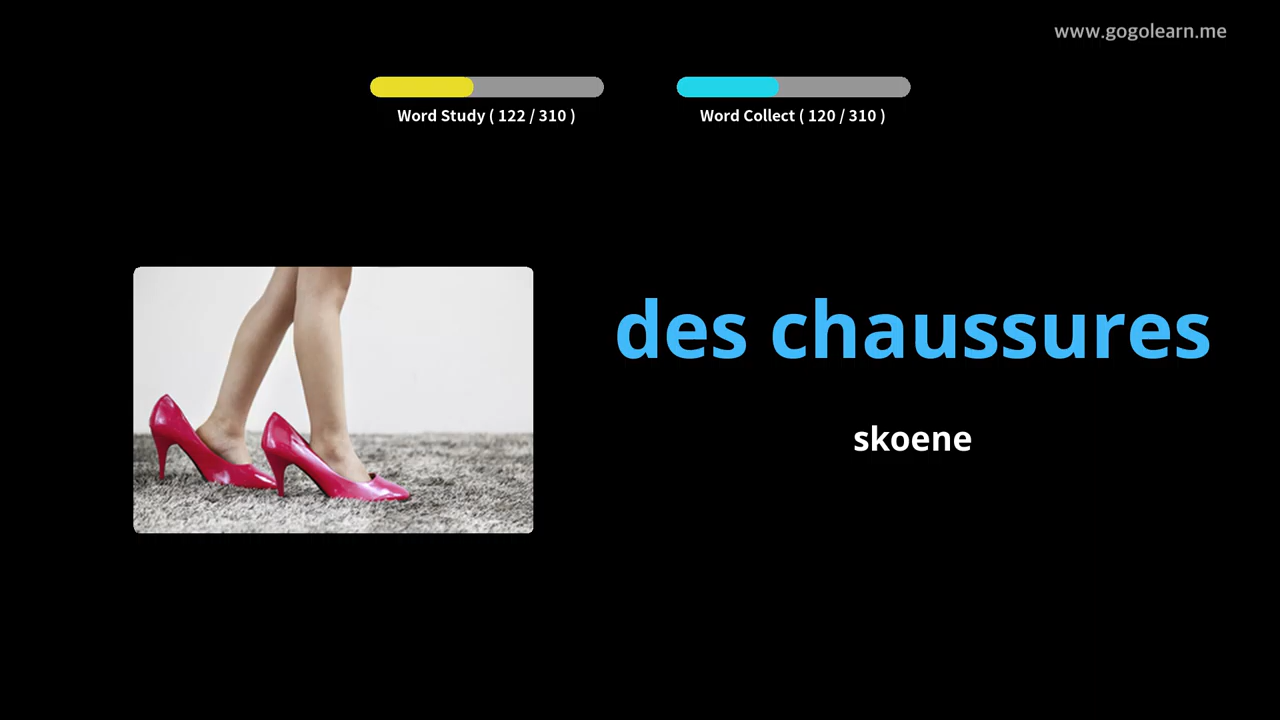 www.gogolearn.me
Word Study ( 122 / 310 )
Word Collect ( 120 / 310 )
des chaussures
skoene